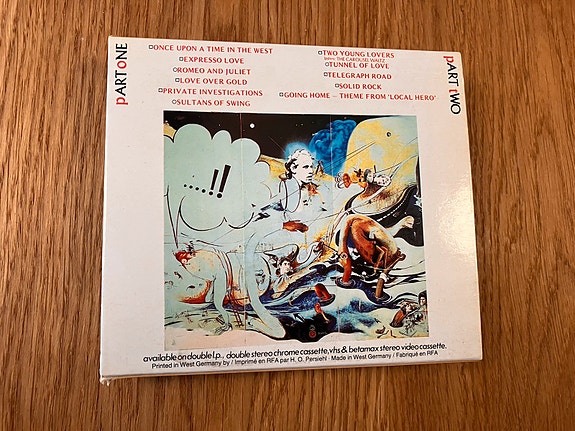 pARToNE
ONCE UPON A TIME IN THE WEST
EXPRESSO LOVE
ROMEO AND JULIET
LOVE OVER GOLD
PRIVATE INVESTIGATIONS
SULTANS OF SWING
pART tWO
TWO YOUNG LOVERS
Intro: THE CAROUSEL WALTZ
TUNNEL OF LOVE
TELEGRAPH ROAD
SOLID ROCK
GOING HOME – THEME FROM 'LOCAL HERO'
....!!
available on double l.p., double stereo chrome cassette, vhs & betamax stereo video cassette.
Printed in West Germany by / Imprimé en RFA par H. O. Persiehl · Made in West Germany / Fabriqué en RFA